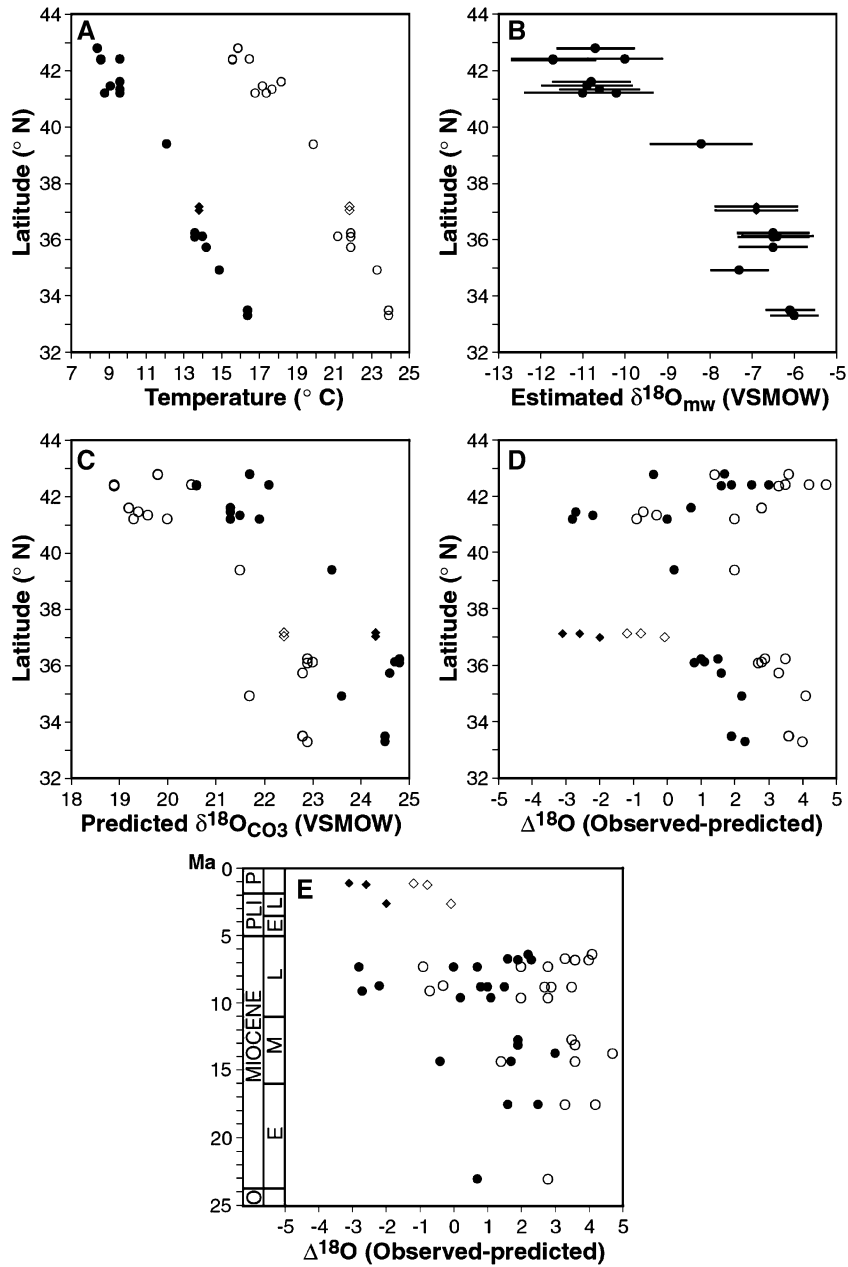 A
44
42
40
38
36
34
32
Latitude (° N)
7 9 11 13 15 17 19 21 23 25
Temperature (° C)
B
44
42
40
38
36
34
32
Latitude (° N)
-13 -12 -11 -10 -9 -8 -7 -6 -5
Estimated δ18Omw (VSMOW)
C
44
42
40
38
36
34
32
Latitude (° N)
18 19 20 21 22 23 24 25
Predicted δ18OCO3 (VSMOW)
D
44
42
40
38
36
34
32
Latitude (° N)
-5 -4 -3 -2 -1 0 1 2 3 4 5
Δ18O (Observed-predicted)
Ma
E
0
5
10
15
20
25
P
PLI
MIOCENE
O
L
E
L
M
E
-5 -4 -3 -2 -1 0 1 2 3 4 5
Δ18O (Observed-predicted)